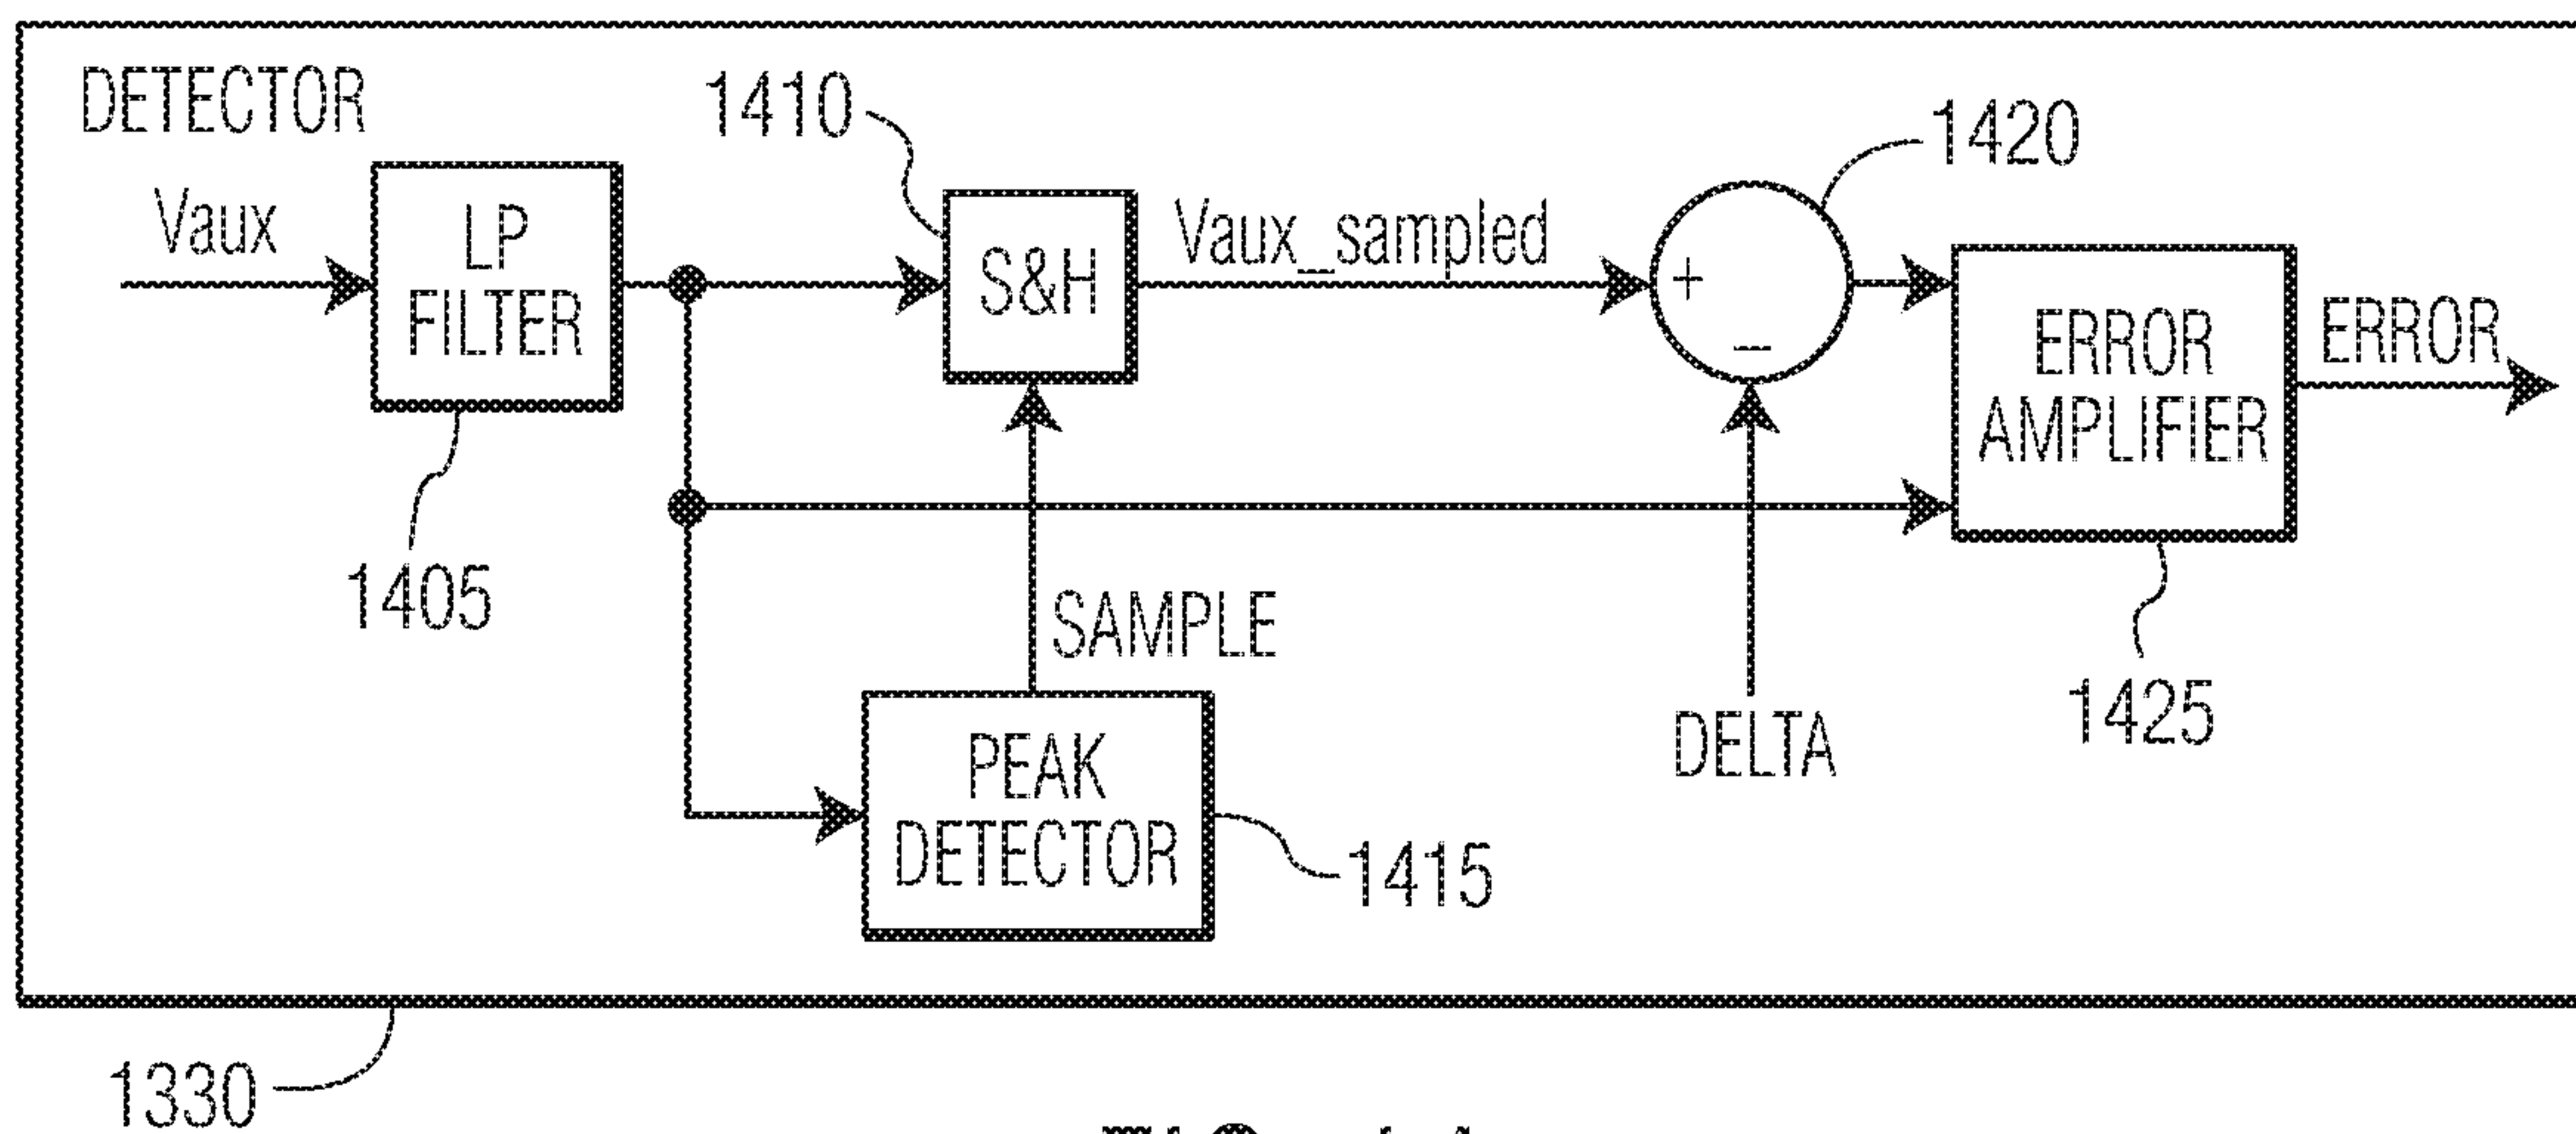 DETECTOR
Vaux
LP
FILTER
1405
1410
S&H
Vaux_sampled
+
−
1420
ERROR
AMPLIFIER
ERROR
1425
SAMPLE
PEAK
DETECTOR
1415
DELTA
1330